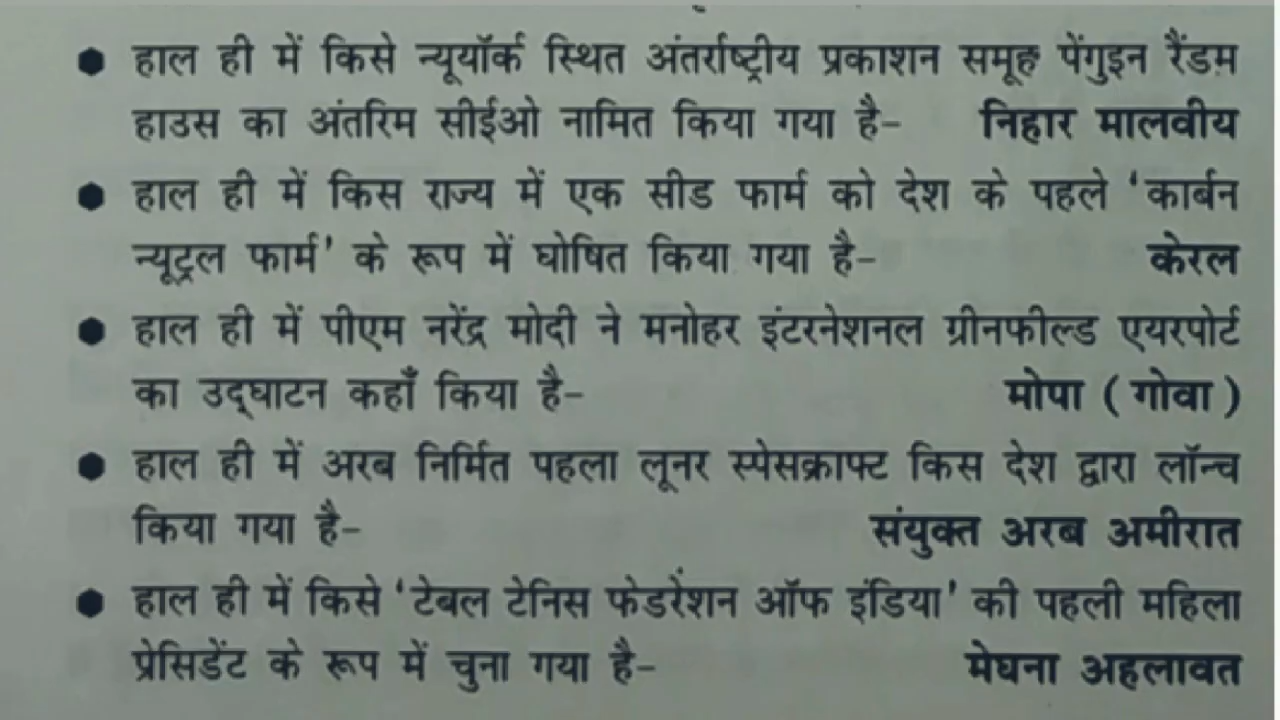 ● हाल ही में किसे न्यूयॉर्क स्थित अंतर्राष्ट्रीय प्रकाशन समूह पेंगुइन रैंडम
हाउस का अंतरिम सीईओ नामित किया गया है- निहार मालवीय
● हाल ही में किस राज्य में एक सीड फार्म को देश के पहले ‘कार्बन
न्यूट्रल फार्म’ के रूप में घोषित किया गया है- केरल
● हाल ही में पीएम नरेंद्र मोदी ने मनोहर इंटरनेशनल ग्रीनफील्ड एयरपोर्ट
का उद्‌घाटन कहाँ किया है- मोपा ( गोवा )
● हाल ही में अरब निर्मित पहला लूनर स्पेसक्राफ्ट किस देश द्वारा लॉन्च
किया गया है- संयुक्त अरब अमीरात
● हाल ही में किसे ‘टेबल टेनिस फेडरेंशन ऑफ इंडिया’ की पहली महिला
प्रेसिडेंट के रूप में चुना गया है- मेघना अहलावत